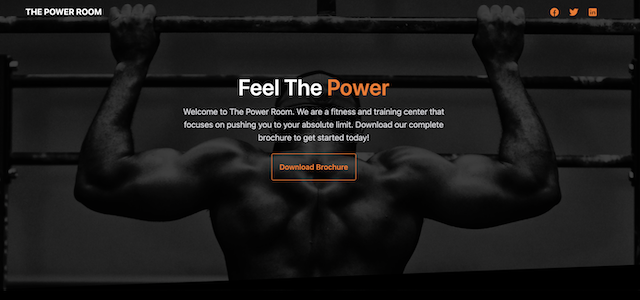 THE POWER ROOM
Feel The Power
Welcome to The Power Room. We are a fitness and training center that
focuses on pushing you to your absolute limit. Download our complete
brochure to get started today!
Download Brochure